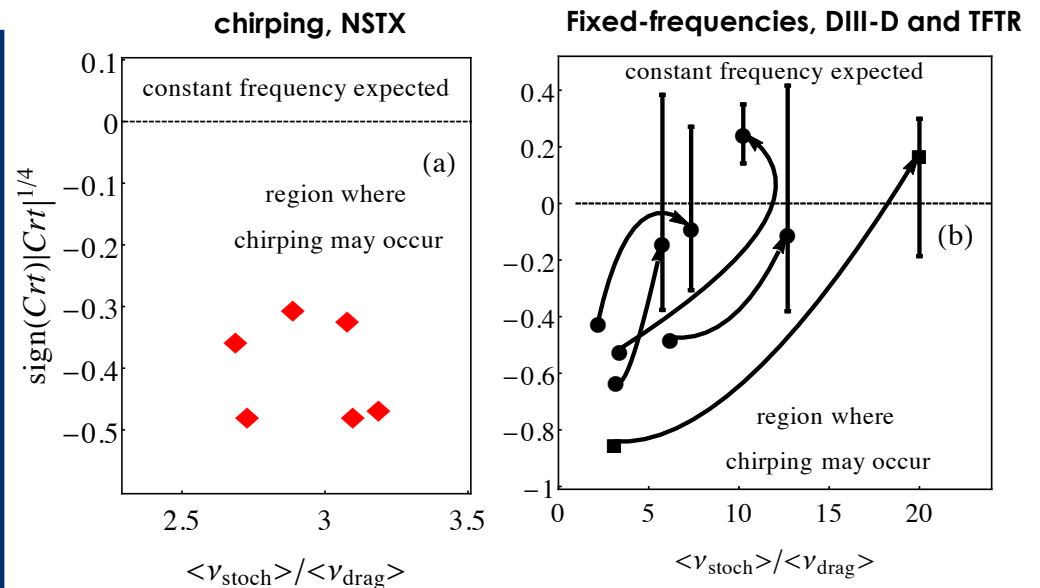 chirping, NSTX
0.1
0
−0.1
−0.2
−0.3
−0.4
−0.5
sign(Crt)|Crt|^1/4
constant frequency expected
(a)
region where
chirping may occur
2.5
3
3.5
<ν_stoch>/<ν_drag>
Fixed-frequencies, DIII-D and TFTR
0.4
0.2
0
−0.2
−0.4
−0.6
−0.8
−1
constant frequency expected
(b)
region where
chirping may occur
0
5
10
15
20
<ν_stoch>/<ν_drag>